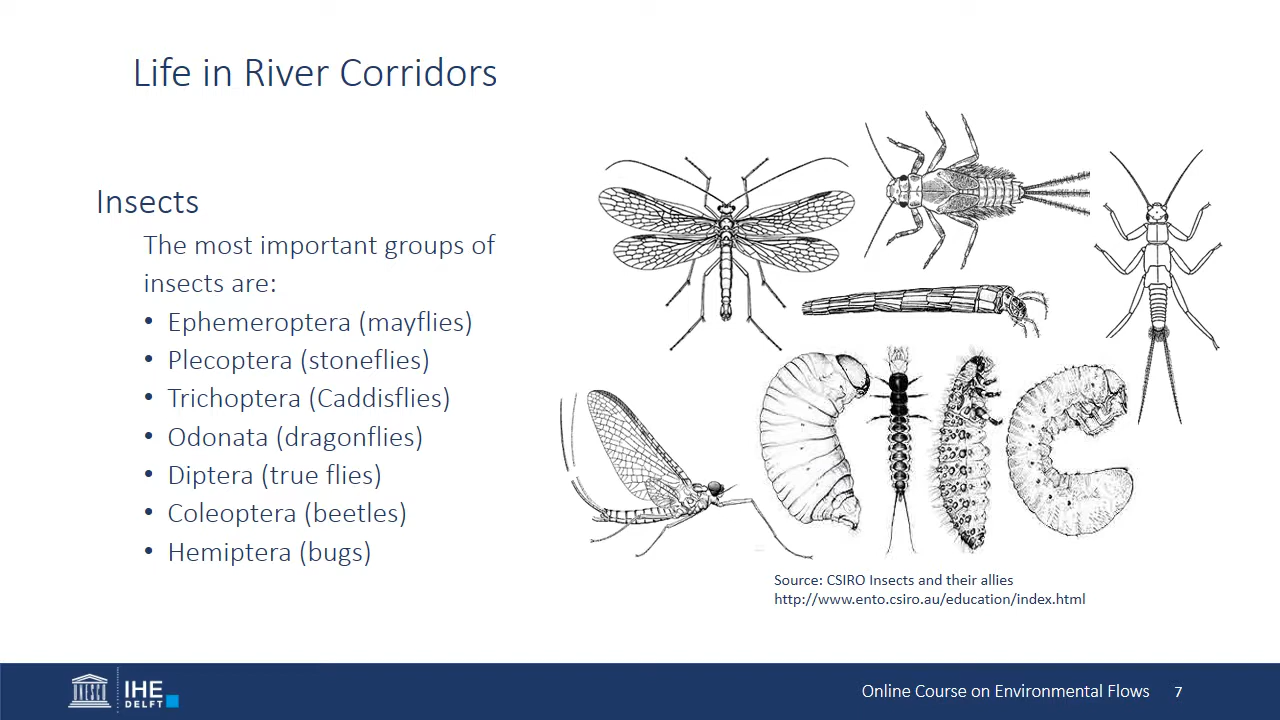 Life in River Corridors
Insects
The most important groups of
insects are:
• Ephemeroptera (mayflies)
• Plecoptera (stoneflies)
• Trichoptera (Caddisflies)
• Odonata (dragonflies)
• Diptera (true flies)
• Coleoptera (beetles)
• Hemiptera (bugs)
Source: CSIRO Insects and their allies
http://www.ento.csiro.au/education/index.html
UNESCO
IHE
DELFT
Online Course on Environmental Flows 7